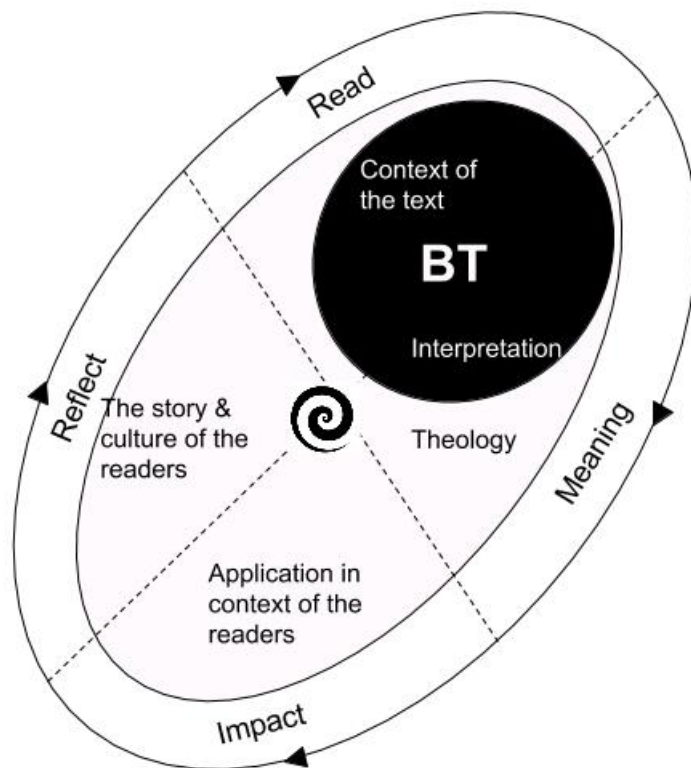 Read
Context of
the text
BT
Interpretation
Meaning
Reflect
The story &
culture of the
readers
Theology
Application in
context of the
readers
Impact